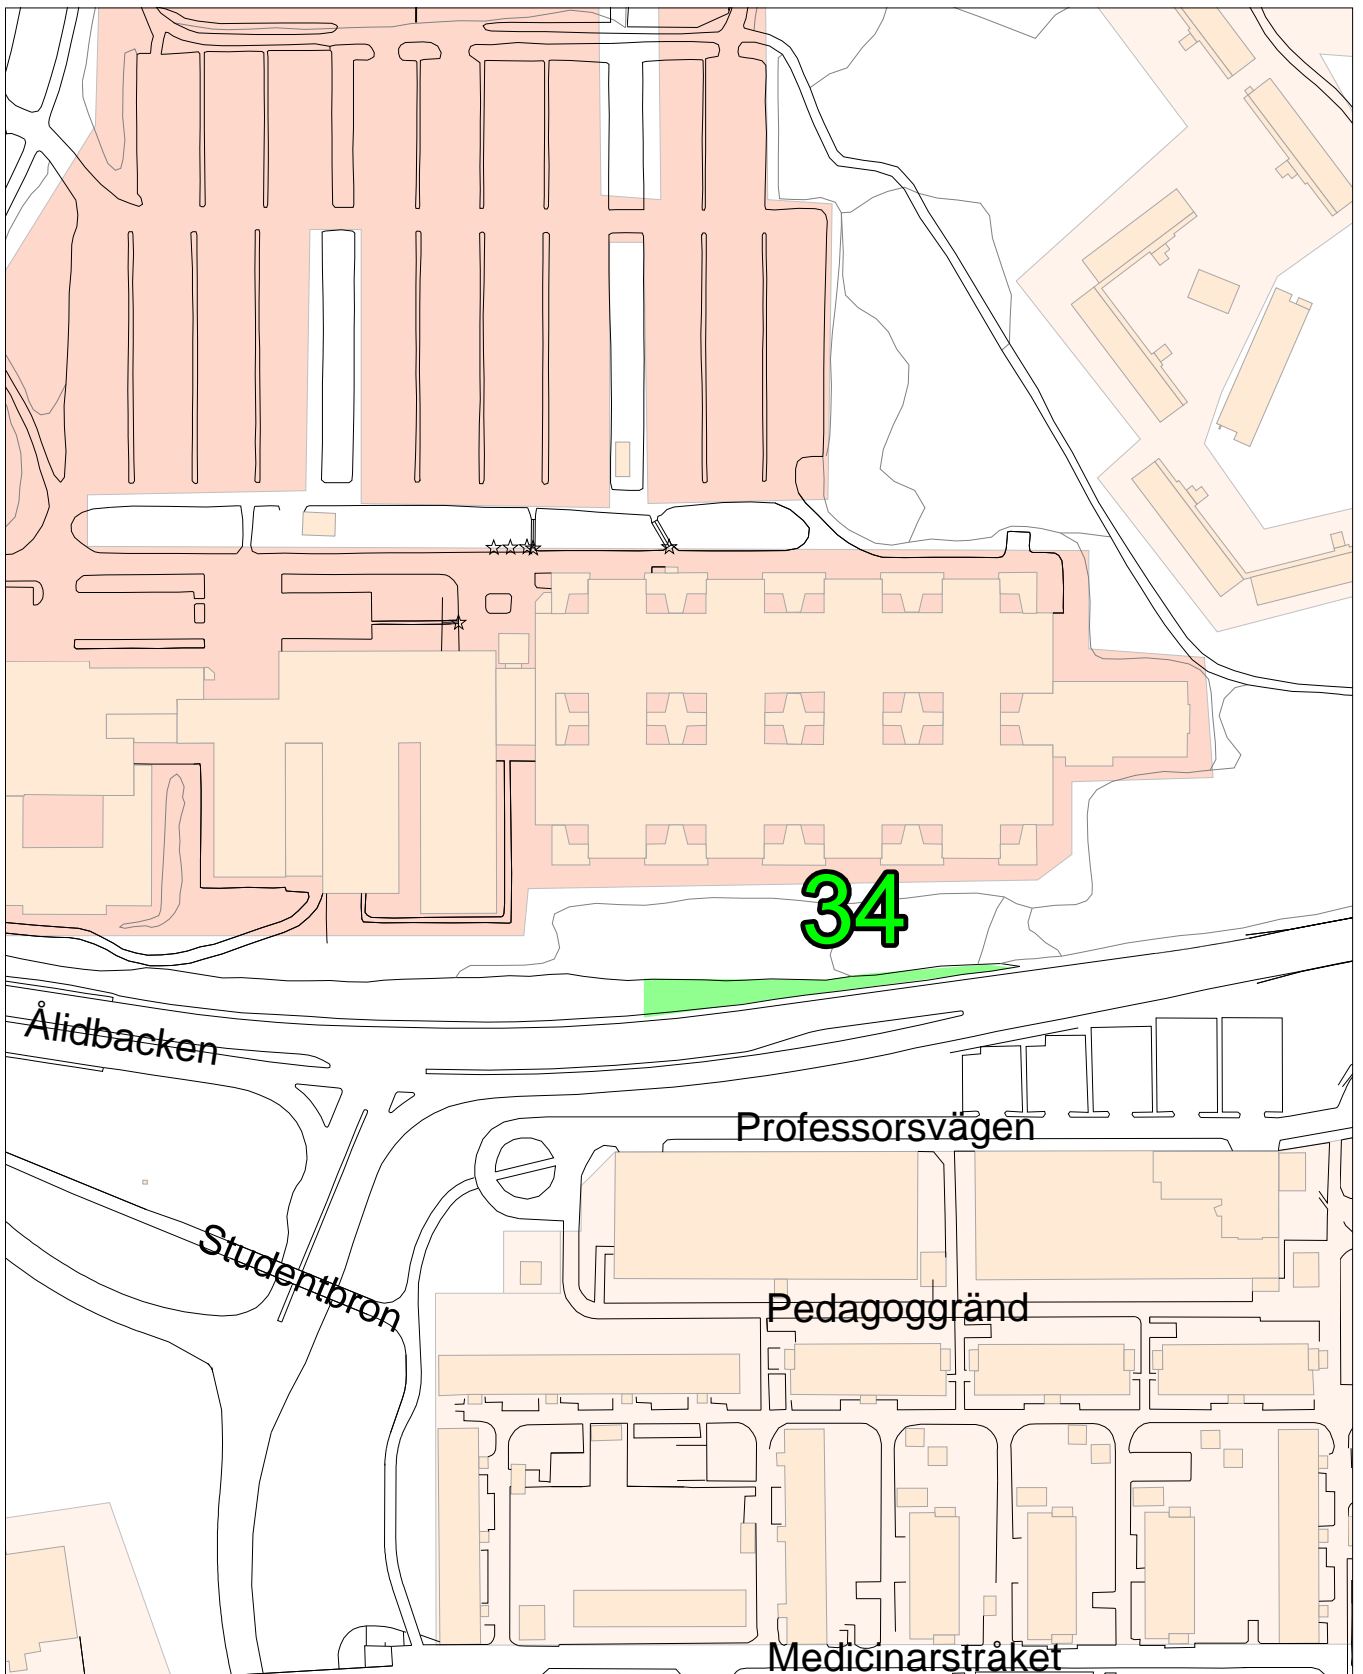 34
Ålidbacken
Professorsvägen
Studentbron
Pedagoggränd
Medicinarstråket